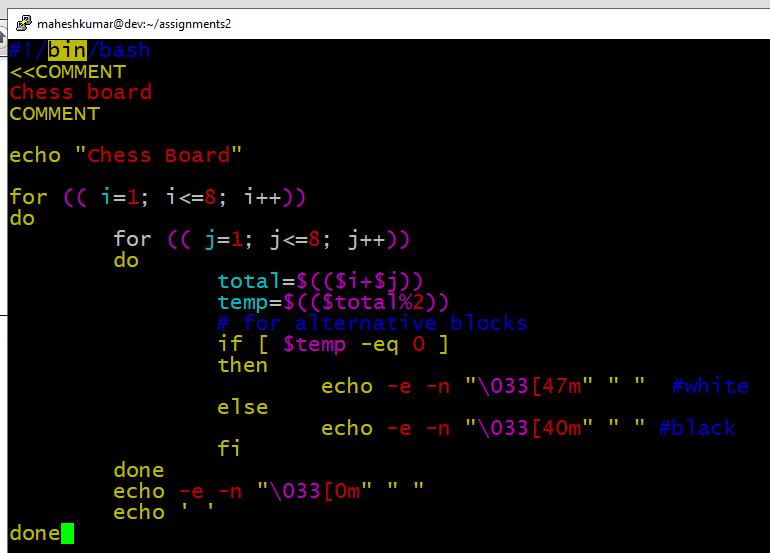 maheshkumar@dev:~/assignments2
#!/bin/bash
<<COMMENT
Chess board
COMMENT

echo "Chess Board"

for (( i=1; i<=8; i++))
do
        for (( j=1; j<=8; j++))
        do
                total=$(($i+$j))
                temp=$(($total%2))
                # for alternative blocks
                if [ $temp -eq 0 ]
                then
                        echo -e -n "\033[47m" " "  #white
                else
                        echo -e -n "\033[40m" " " #black
                fi
        done
        echo -e -n "\033[0m" " "
        echo ' '
done